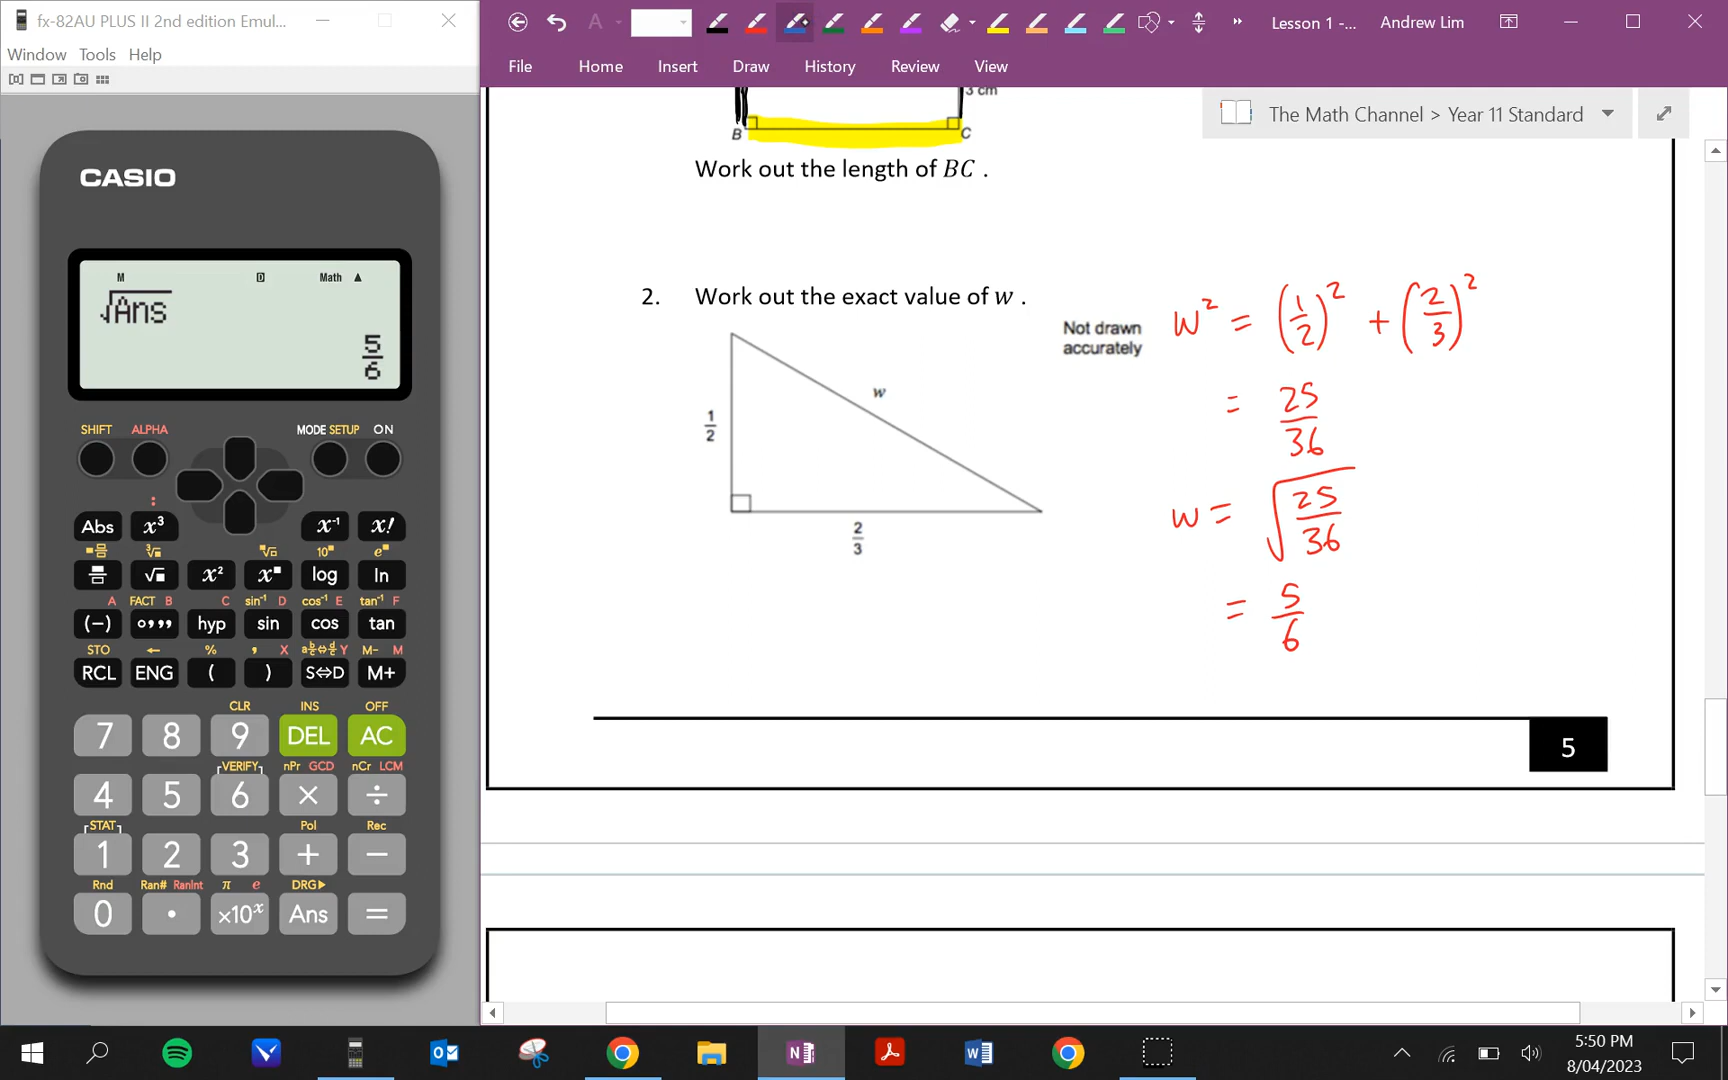 fx-82AU PLUS II 2nd edition Emul...
Window Tools Help
CASIO
M D Math ▲
√Ans
5/6
SHIFT ALPHA MODE SETUP ON
:
Abs x³ x⁻¹ x!
³√ ˣ√ 10^■ e^■
√■ x² x^■ log ln
A FACT B C sin⁻¹ D cos⁻¹ E tan⁻¹ F
(−) °,,, hyp sin cos tan
STO ← % , X a b/c⇔d/c Y M− M
RCL ENG ( ) S⇔D M+
CLR INS OFF
7 8 9 DEL AC
VERIFY nPr GCD nCr LCM
4 5 6 × ÷
STAT Pol Rec
1 2 3 + −
Rnd Ran# RanInt π e DRG▶
0 • ×10ˣ Ans =
Lesson 1 -... Andrew Lim
File Home Insert Draw History Review View
The Math Channel > Year 11 Standard
3 cm
B C
Work out the length of BC .
2. Work out the exact value of w .
Not drawn
accurately
w
1/2
2/3
w² = (1/2)² + (2/3)²
= 25/36
w = √(25/36)
= 5/6
5
5:50 PM
8/04/2023